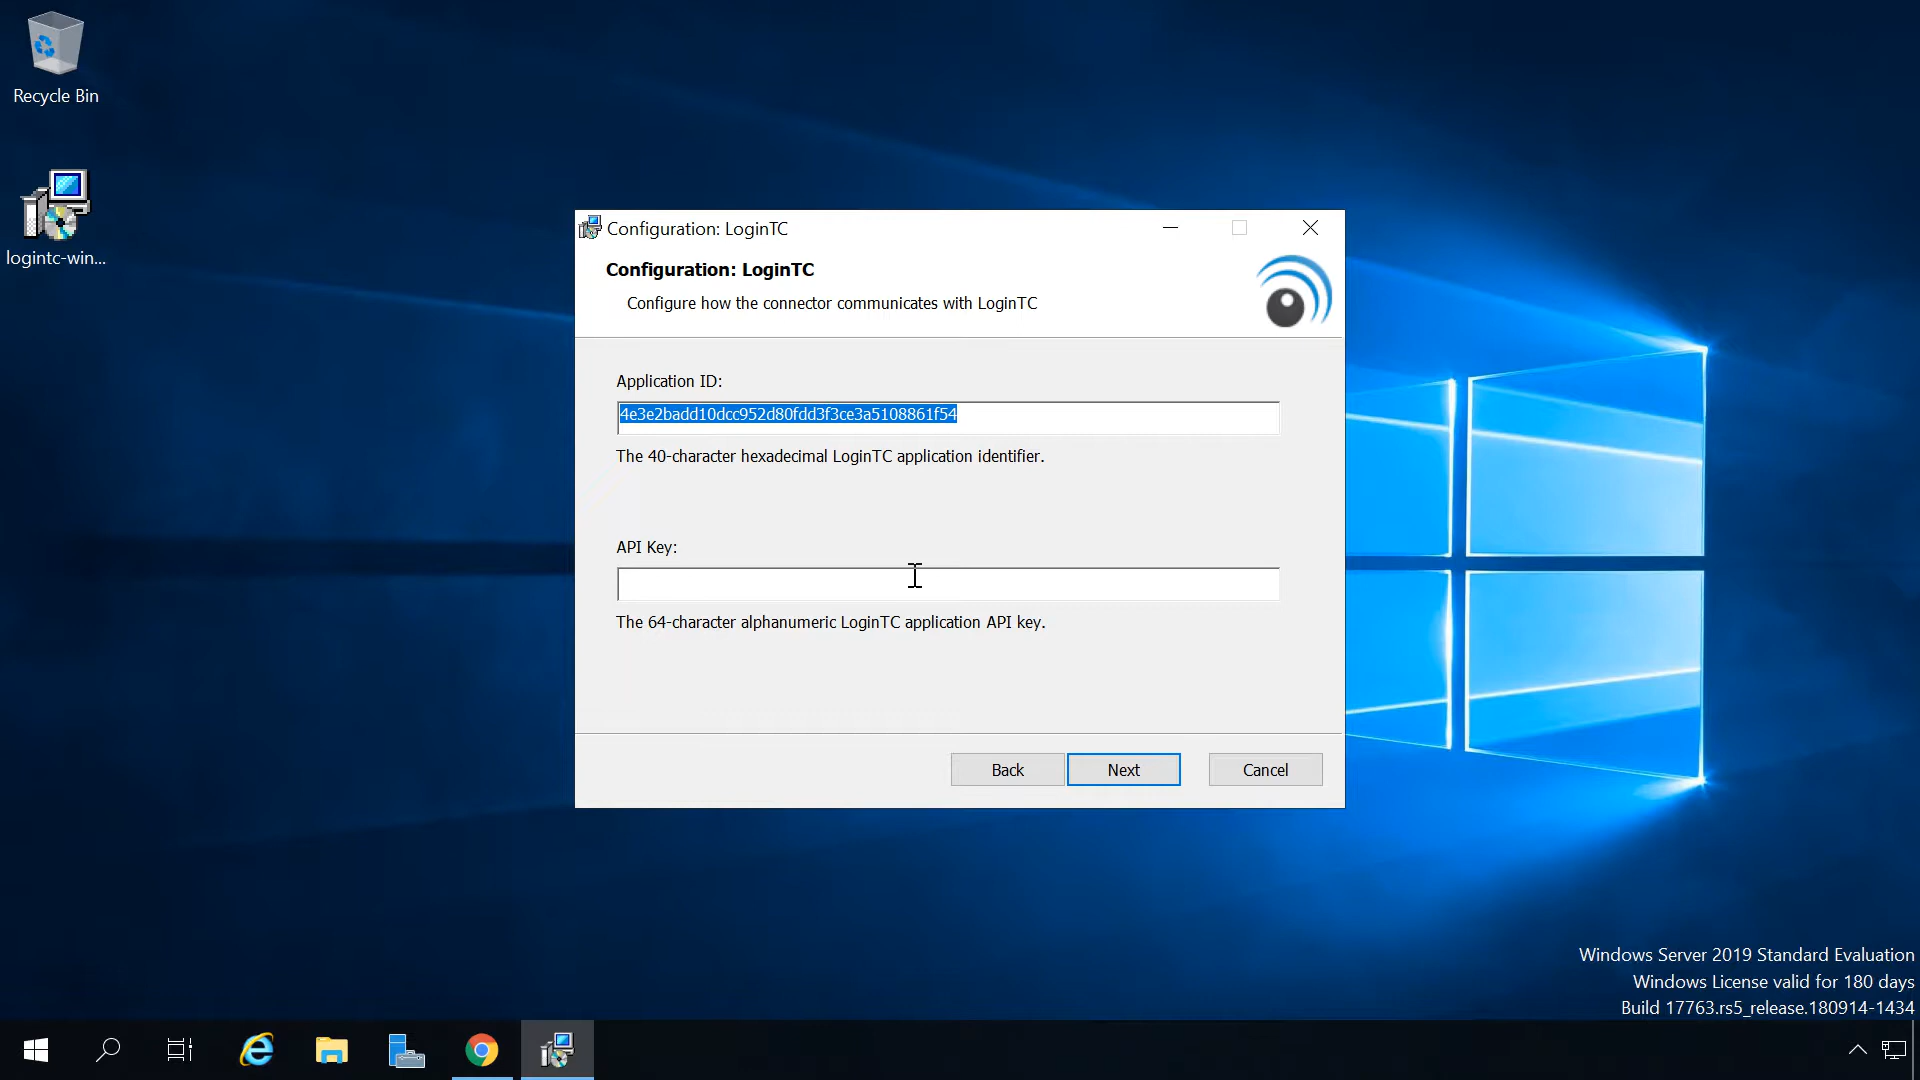 Recycle Bin
logintc-win...
Configuration: LoginTC
Configuration: LoginTC
Configure how the connector communicates with LoginTC
Application ID:
4e3e2badd10dcc952d80fdd3f3ce3a5108861f54
The 40-character hexadecimal LoginTC application identifier.
API Key:
The 64-character alphanumeric LoginTC application API key.
Back
Next
Cancel
Windows Server 2019 Standard Evaluation
Windows License valid for 180 days
Build 17763.rs5_release.180914-1434